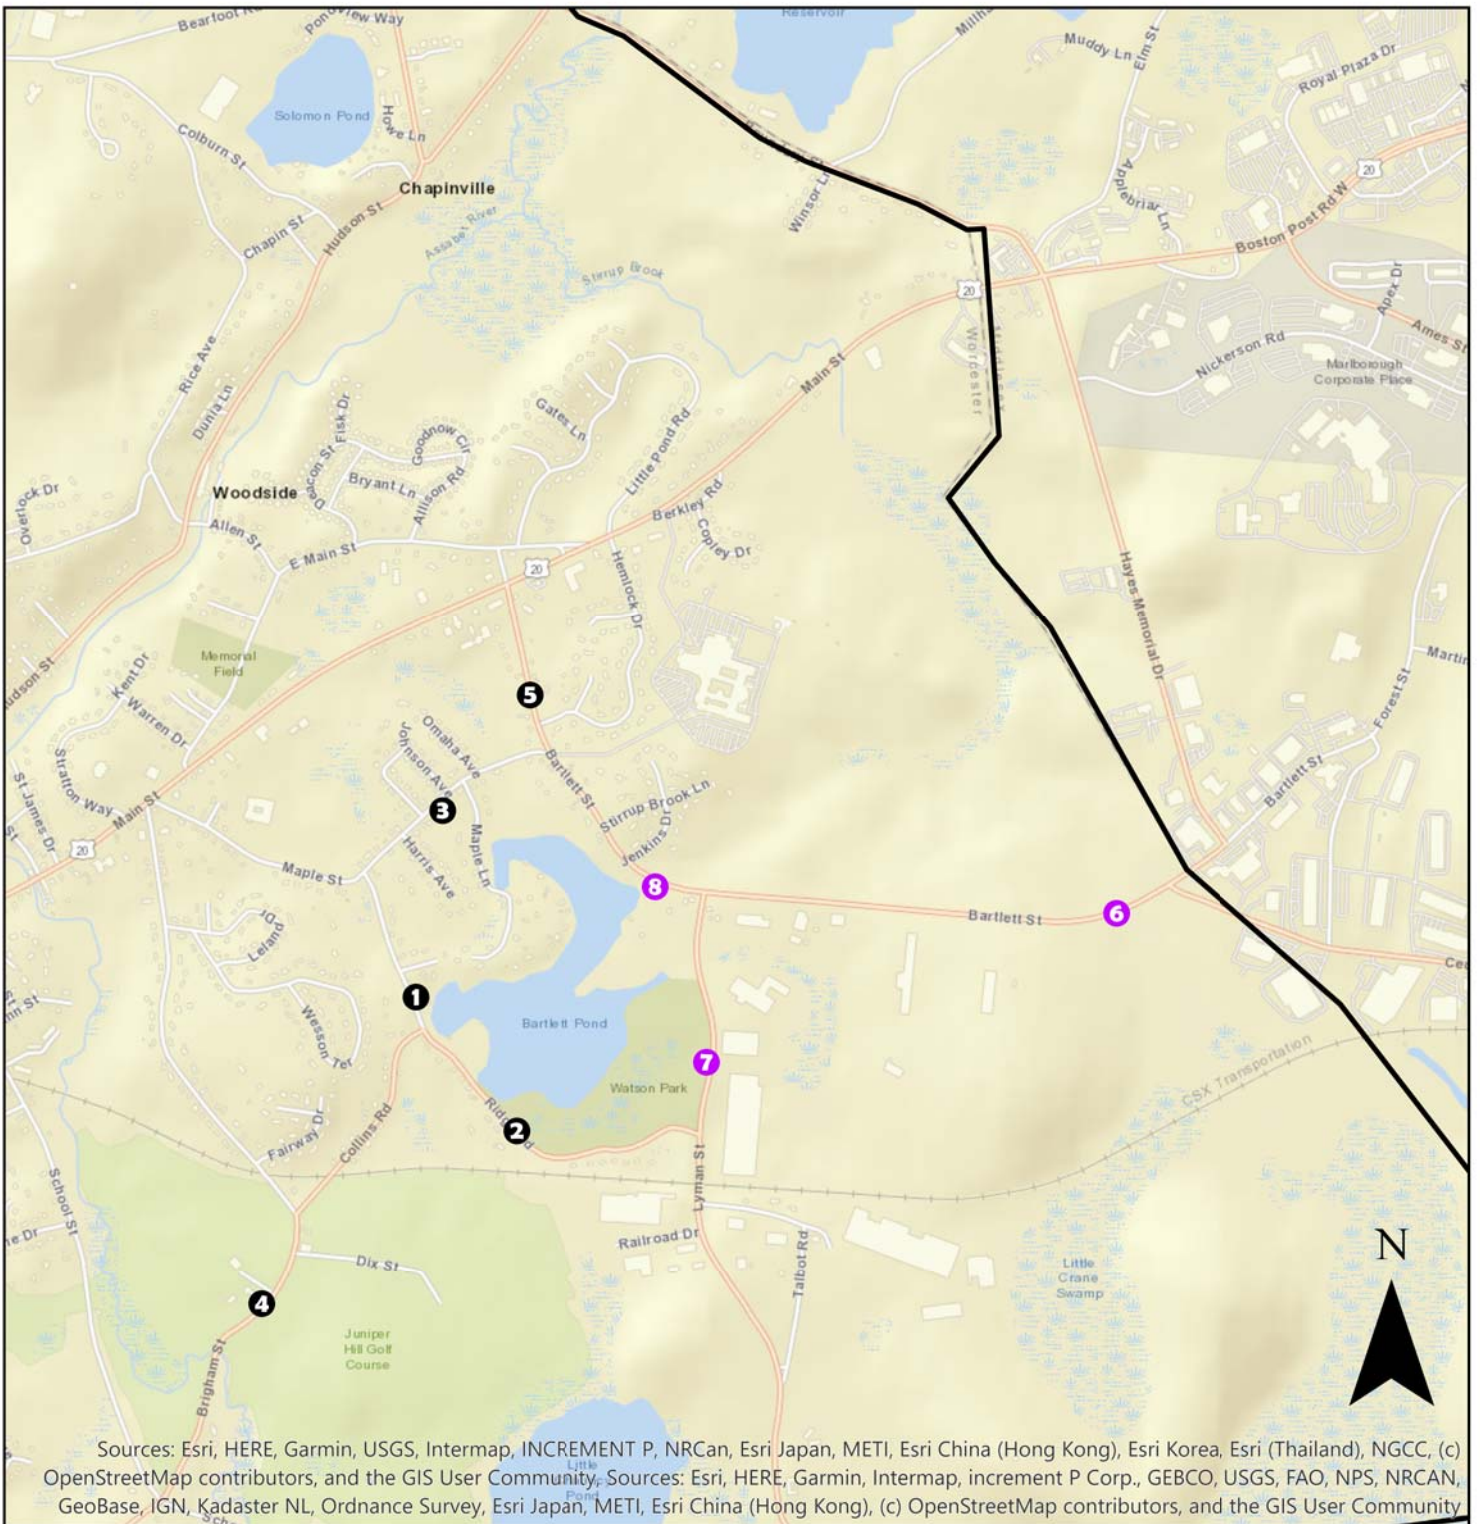 Bearfoot Rd
Pondview Way
Reservoir
Muddy Ln
Elm St
Royal Plaza Dr
Solomon Pond
Howe Ln
Colburn St
Chapinville
Winsor Ln
Applebriar Ln
20
Boston Post Rd W
Chapin St
Hudson St
Assabet River
Stirrup Brook
20
Apex Dr
Ames St
Nickerson Rd
Marlborough
Corporate Place
Worcester
Middlesex
Main St
Rice Ave
Dunia Ln
Fisk Dr
Goodnow Cir
Gates Ln
Little Pond Rd
Deacon St
Bryant Ln
Allison Rd
Woodside
Overlock Dr
Allen St
E Main St
Berkley Rd
Copley Dr
20
Hemlock Dr
Hayes Memorial Dr
Memorial
Field
Kent Dr
Warren Dr
Hudson St
Martin
Forest St
5
Omaha Ave
Johnson Ave
Bartlett St
Stratton Way
St James Dr
Main St
3
Stirrup Brook Ln
Jenkins Dr
Bartlett St
20
Maple St
Harris Ave
Maple Ln
8
Bartlett St
6
Leland Dr
1
Bartlett Pond
Wesson Ter
7
Watson Park
CSX Transportation
2
Fairway Dr
Collins Rd
School St
Lyman St
Railroad Dr
Talbot Rd
Dix St
4
Little
Crane
Swamp
N
Juniper
Hill Golf
Course
Brigham St
Little
Pond
Sources: Esri, HERE, Garmin, USGS, Intermap, INCREMENT P, NRCan, Esri Japan, METI, Esri China (Hong Kong), Esri Korea, Esri (Thailand), NGCC, (c)
OpenStreetMap contributors, and the GIS User Community, Sources: Esri, HERE, Garmin, Intermap, increment P Corp., GEBCO, USGS, FAO, NPS, NRCAN,
GeoBase, IGN, Kadaster NL, Ordnance Survey, Esri Japan, METI, Esri China (Hong Kong), (c) OpenStreetMap contributors, and the GIS User Community